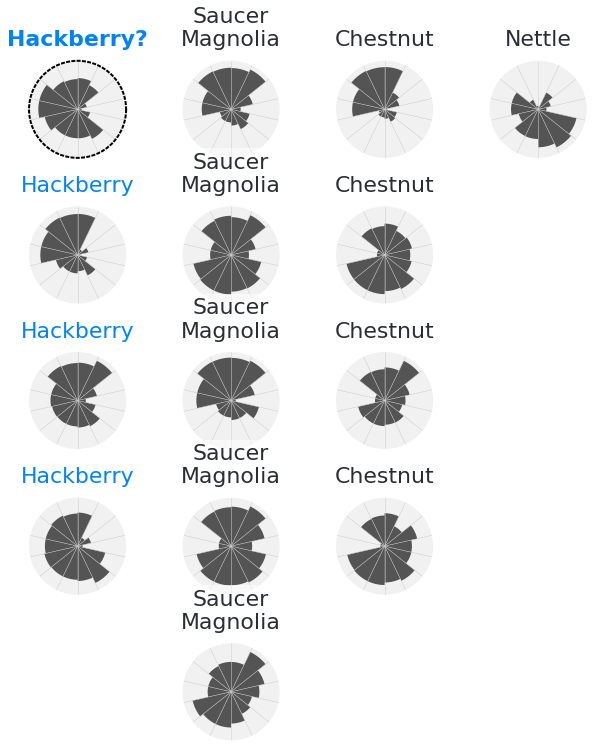 Hackberry?
Saucer
Magnolia
Chestnut
Nettle
Hackberry
Saucer
Magnolia
Chestnut
Hackberry
Saucer
Magnolia
Chestnut
Hackberry
Saucer
Magnolia
Chestnut
Saucer
Magnolia